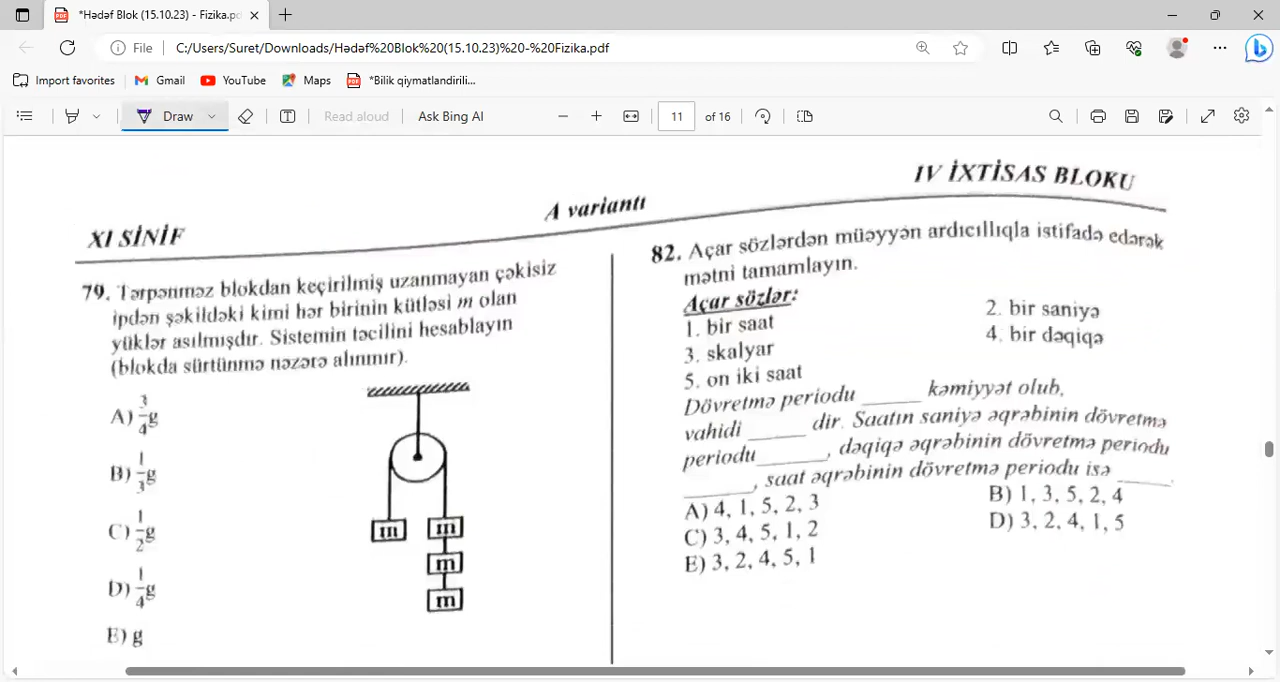 *Hədəf Blok (15.10.23) - Fizika.pd
File
C:/Users/Suret/Downloads/Hədəf%20Blok%20(15.10.23)%20-%20Fizika.pdf
Import favorites
Gmail
YouTube
Maps
*Bilik qiymatlandirili...
Draw
Read aloud
Ask Bing AI
11
of 16
XI SİNİF
A variantı
IV İXTİSAS BLOKU
79. Tərpənməz blokdan keçirilmiş uzanmayan çəkisiz
ipdən şəkildəki kimi hər birinin kütləsi m olan
yüklər asılmışdır. Sistemin təcilini hesablayın
(blokda sürtünmə nəzərə alınmır).
A) 3/4 g
B) 1/3 g
C) 1/2 g
D) 1/4 g
E) g
m
m
m
m
82. Açar sözlərdən müəyyən ardıcıllıqla istifadə edərək
mətni tamamlayın.
Açar sözlər:
1. bir saat
2. bir saniyə
3. skalyar
4. bir dəqiqə
5. on iki saat
Dövretmə periodu ______ kəmiyyət olub,
vahidi ______ dir. Saatın saniyə əqrəbinin dövretmə
periodu ______, dəqiqə əqrəbinin dövretmə periodu
______, saat əqrəbinin dövretmə periodu isə ______.
A) 4, 1, 5, 2, 3
B) 1, 3, 5, 2, 4
C) 3, 4, 5, 1, 2
D) 3, 2, 4, 1, 5
E) 3, 2, 4, 5, 1